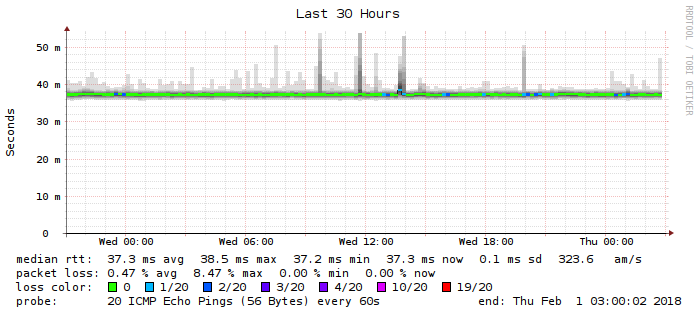 Last 30 Hours
RRDTOOL / TOBI OETIKER
Seconds
50 m
40 m
30 m
20 m
10 m
0
Wed 00:00 Wed 06:00 Wed 12:00 Wed 18:00 Thu 00:00
median rtt: 37.3 ms avg 38.5 ms max 37.2 ms min 37.3 ms now 0.1 ms sd 323.6 am/s
packet loss: 0.47 % avg 8.47 % max 0.00 % min 0.00 % now
loss color: 0 1/20 2/20 3/20 4/20 10/20 19/20
probe: 20 ICMP Echo Pings (56 Bytes) every 60s end: Thu Feb 1 03:00:02 2018